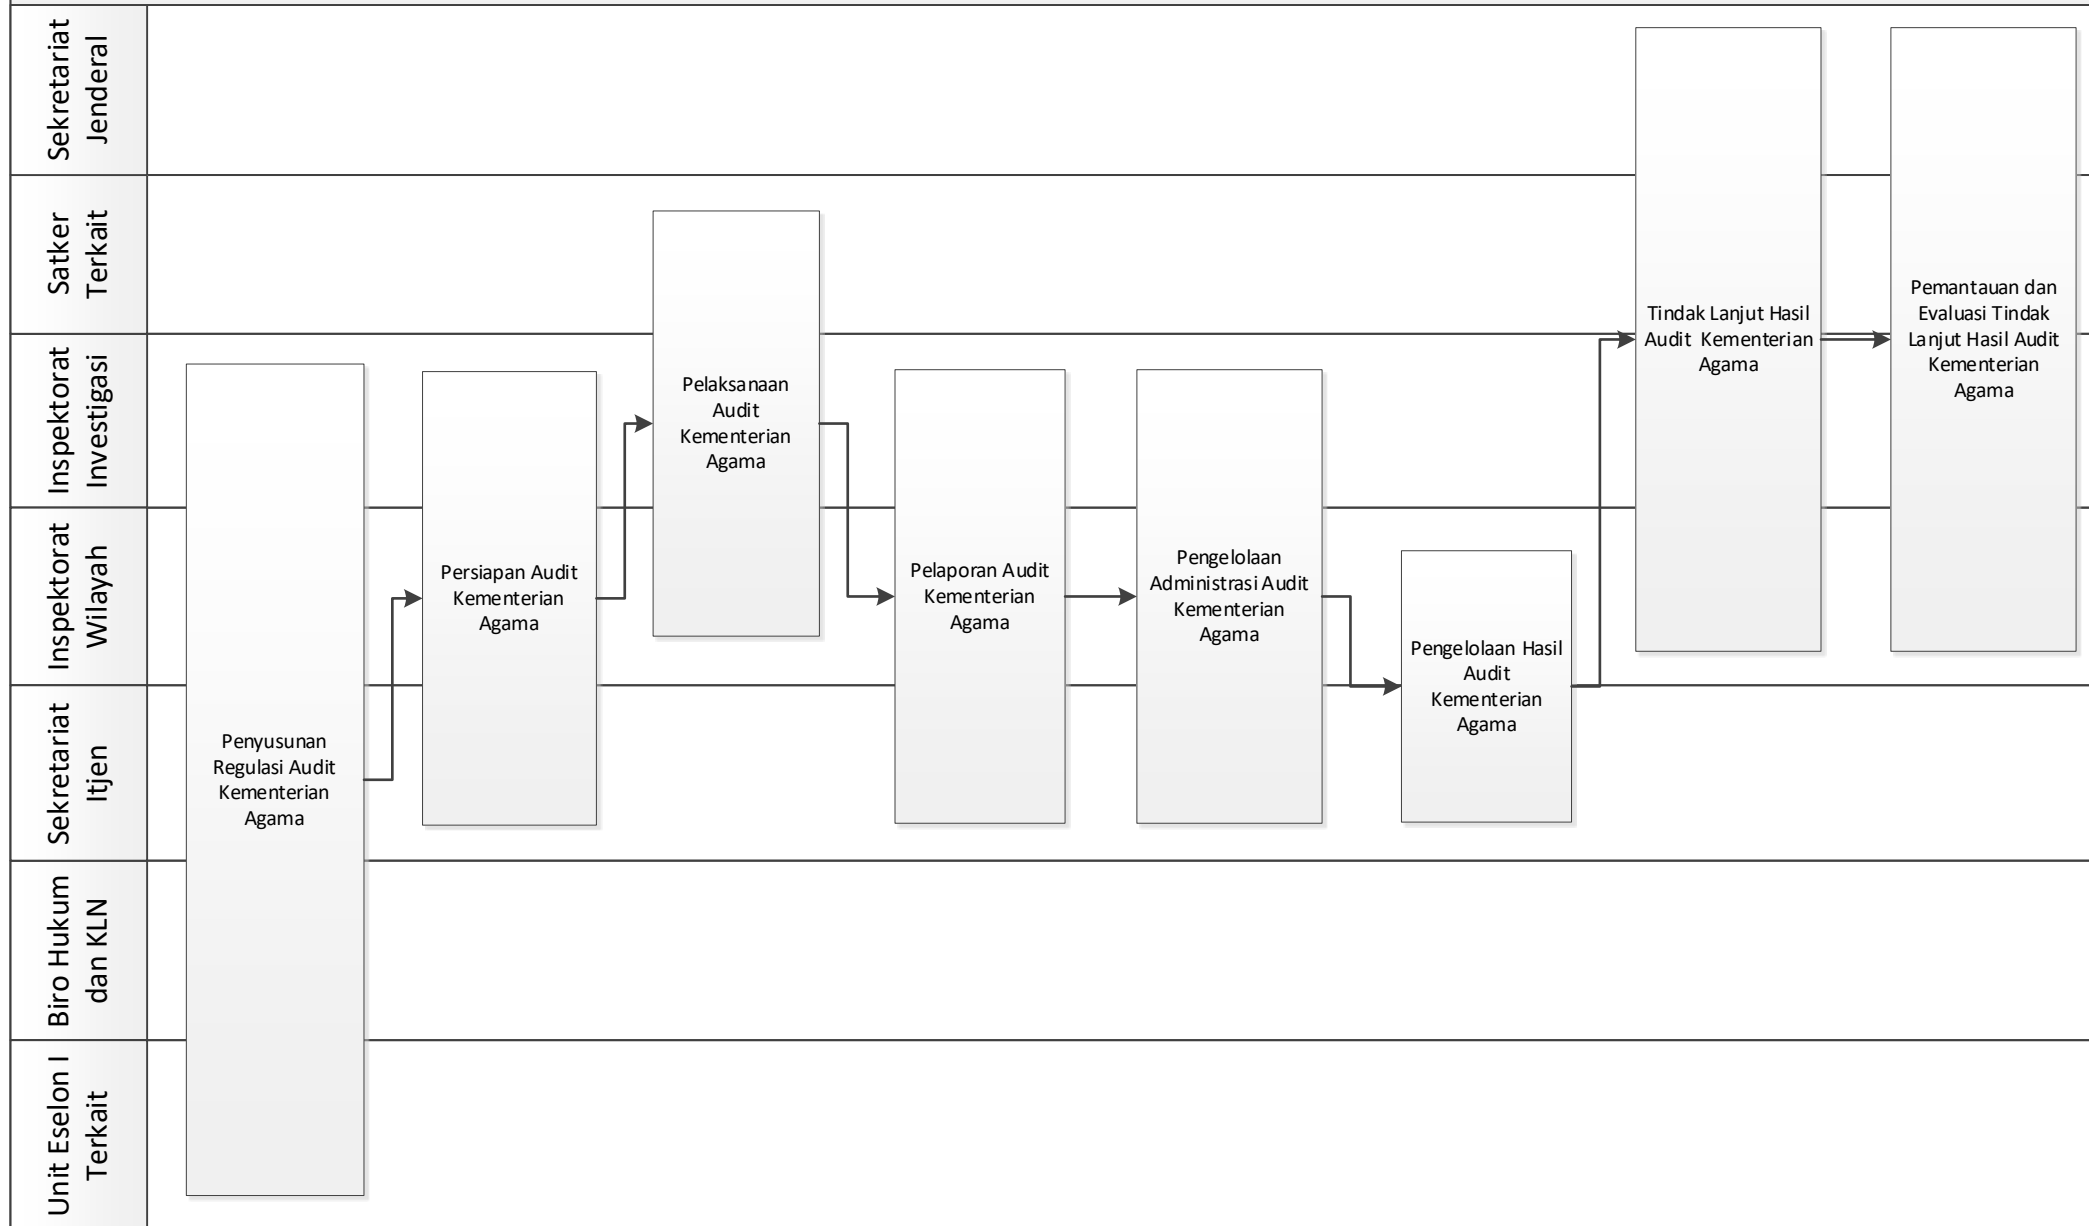 Sekretariat
Jenderal
Satker
Terkait
Inspektorat
Investigasi
Inspektorat
Wilayah
Sekretariat
Itjen
Biro Hukum
dan KLN
Unit Eselon I
Terkait
Penyusunan
Regulasi Audit
Kementerian
Agama
Persiapan Audit
Kementerian
Agama
Pelaksanaan
Audit
Kementerian
Agama
Pelaporan Audit
Kementerian
Agama
Pengelolaan
Administrasi Audit
Kementerian
Agama
Pengelolaan Hasil
Audit
Kementerian
Agama
Tindak Lanjut Hasil
Audit Kementerian
Agama
Pemantauan dan
Evaluasi Tindak
Lanjut Hasil Audit
Kementerian
Agama